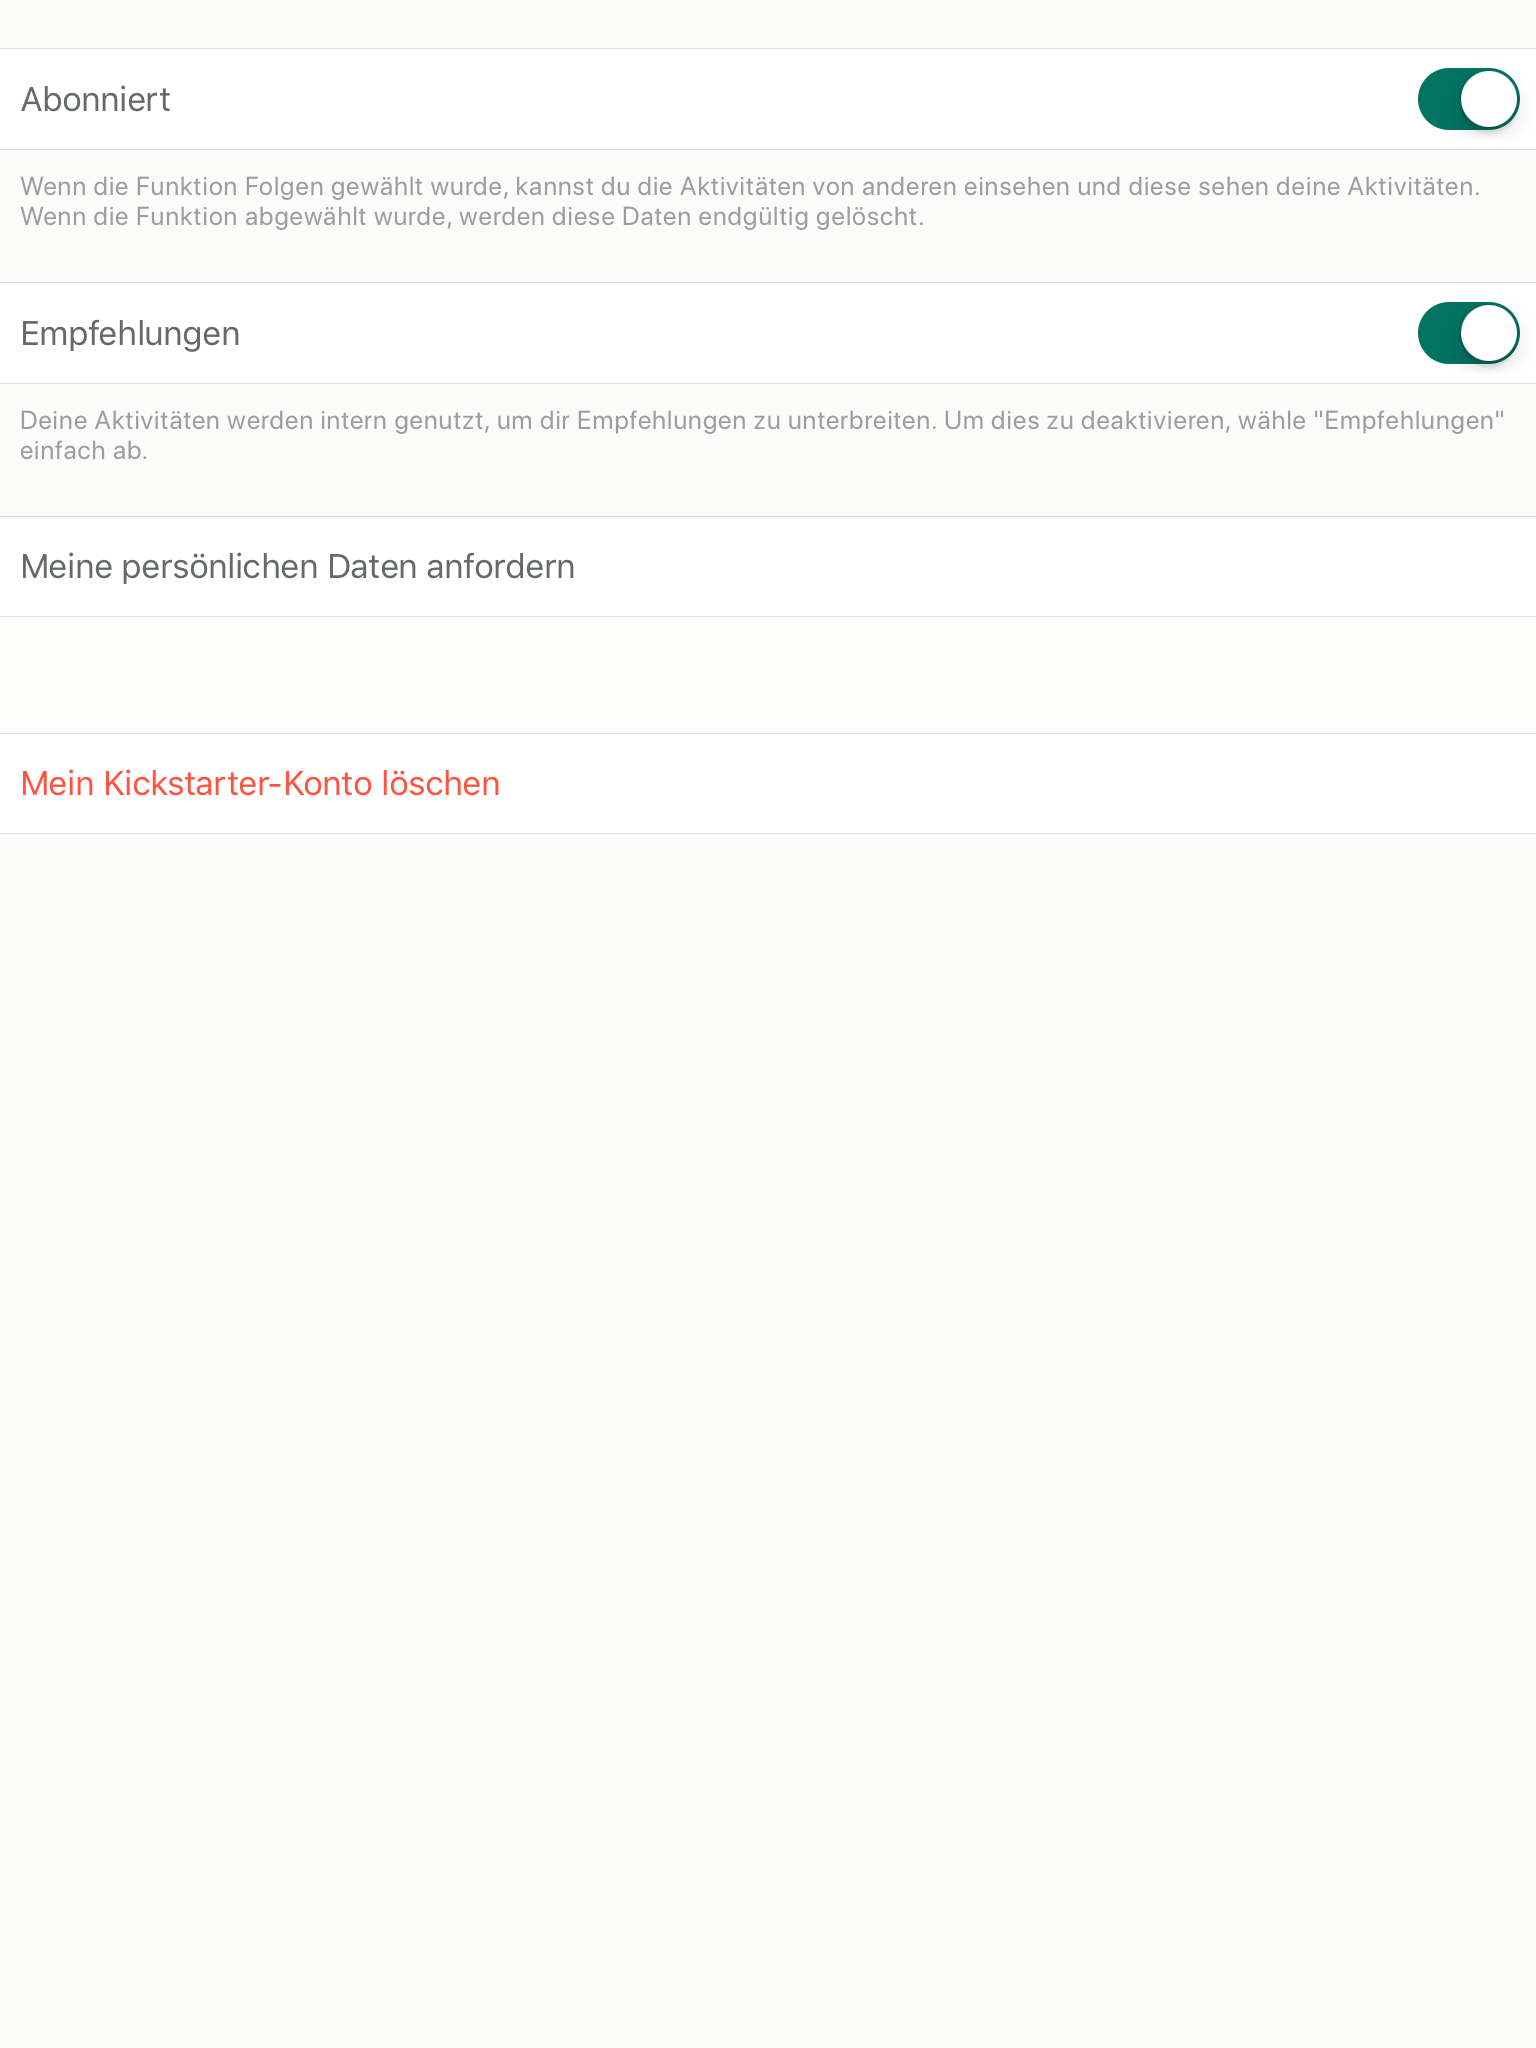 Abonniert
Wenn die Funktion Folgen gewählt wurde, kannst du die Aktivitäten von anderen einsehen und diese sehen deine Aktivitäten.
Wenn die Funktion abgewählt wurde, werden diese Daten endgültig gelöscht.
Empfehlungen
Deine Aktivitäten werden intern genutzt, um dir Empfehlungen zu unterbreiten. Um dies zu deaktivieren, wähle "Empfehlungen"
einfach ab.
Meine persönlichen Daten anfordern
Mein Kickstarter-Konto löschen